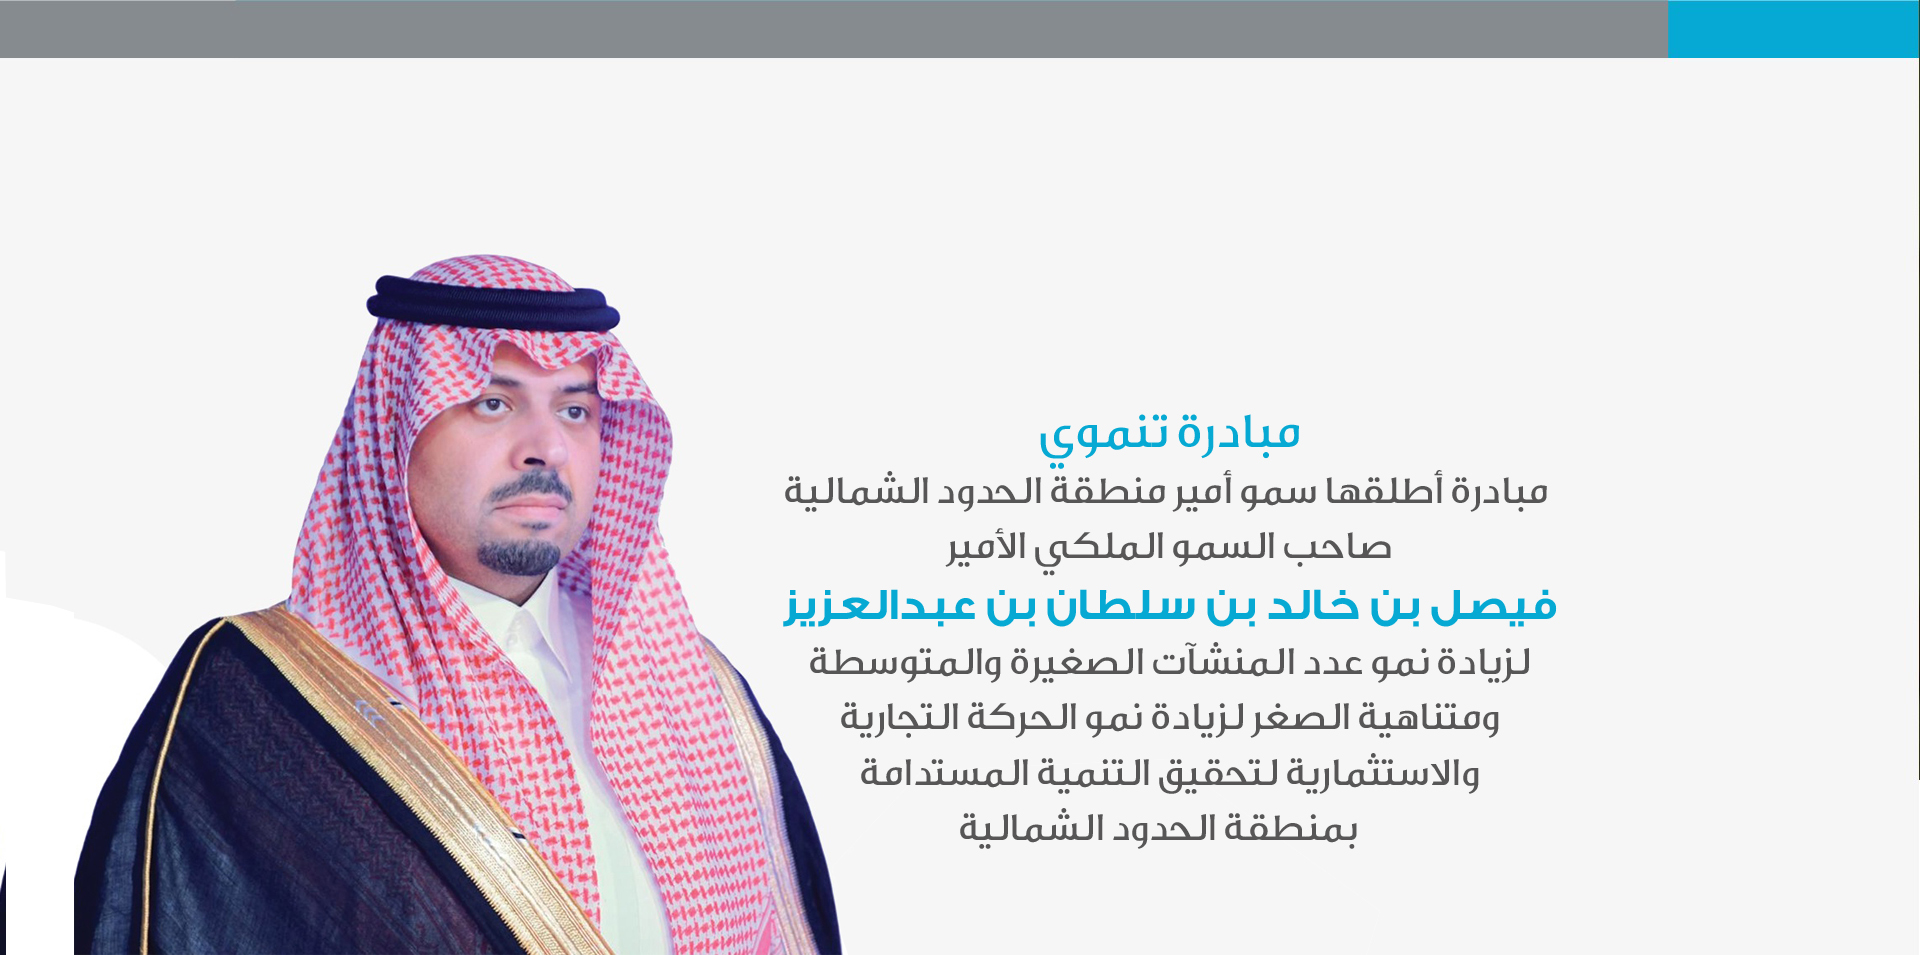 مبادرة تنموي
مبادرة أطلقها سمو أمير منطقة الحدود الشمالية
صاحب السمو الملكي الأمير
فيصل بن خالد بن سلطان بن عبدالعزيز
لزيادة نمو عدد المنشآت الصغيرة والمتوسطة
ومتناهية الصغر لزيادة نمو الحركة التجارية
والاستثمارية لتحقيق التنمية المستدامة
بمنطقة الحدود الشمالية